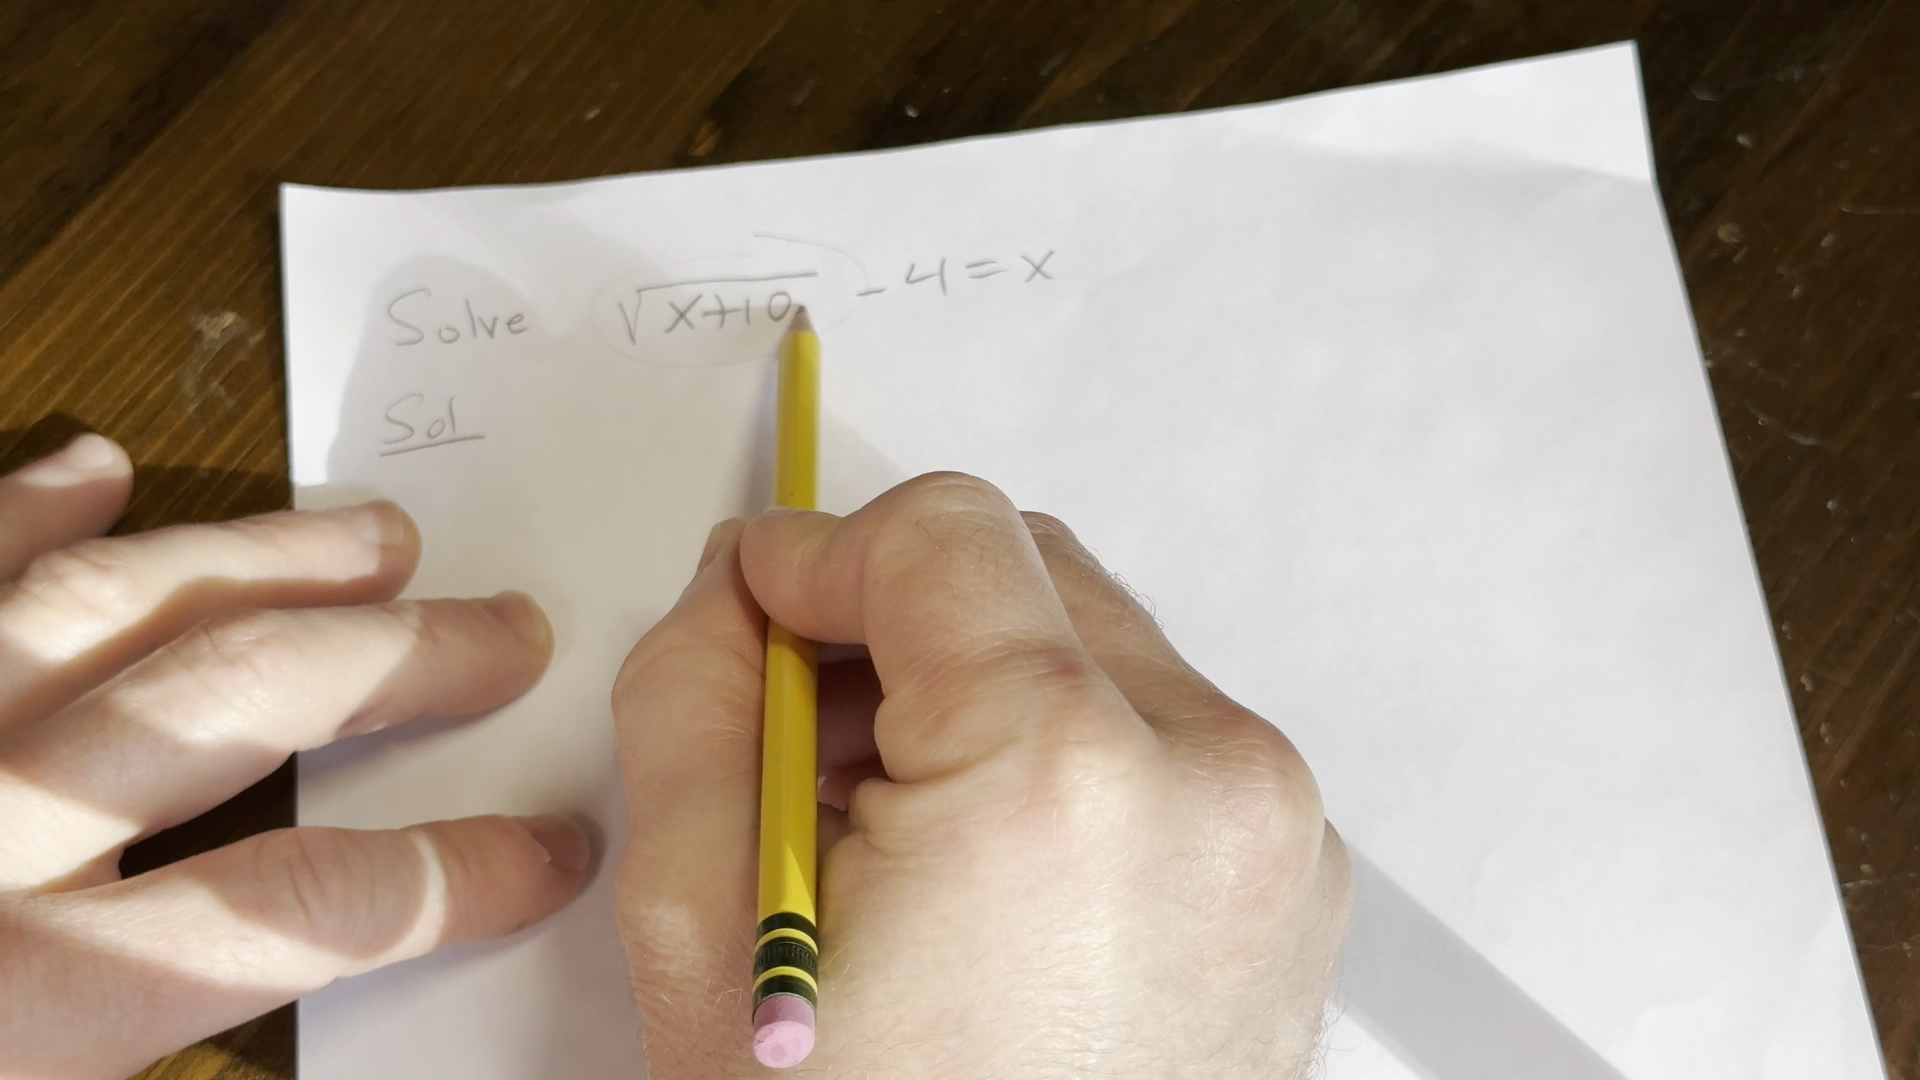 Solve √(x+10) - 4 = x
Sol